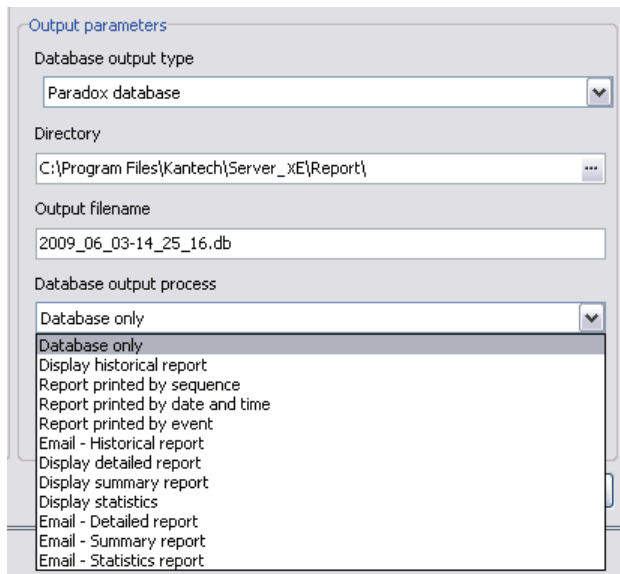 Output parameters
Database output type
Paradox database
Directory
C:\Program Files\Kantech\Server_xE\Report\
...
Output filename
2009_06_03-14_25_16.db
Database output process
Database only
Database only
Display historical report
Report printed by sequence
Report printed by date and time
Report printed by event
Email - Historical report
Display detailed report
Display summary report
Display statistics
Email - Detailed report
Email - Summary report
Email - Statistics report